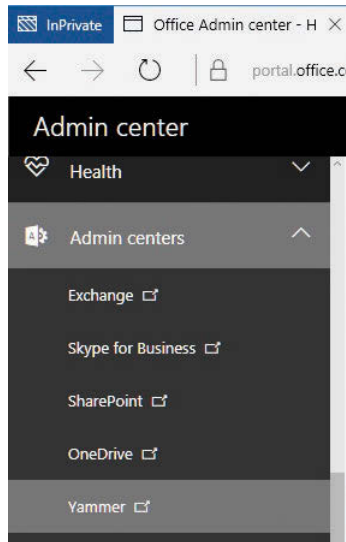 InPrivate
Office Admin center - H
portal.office.c
Admin center
Health
Admin centers
Exchange
Skype for Business
SharePoint
OneDrive
Yammer